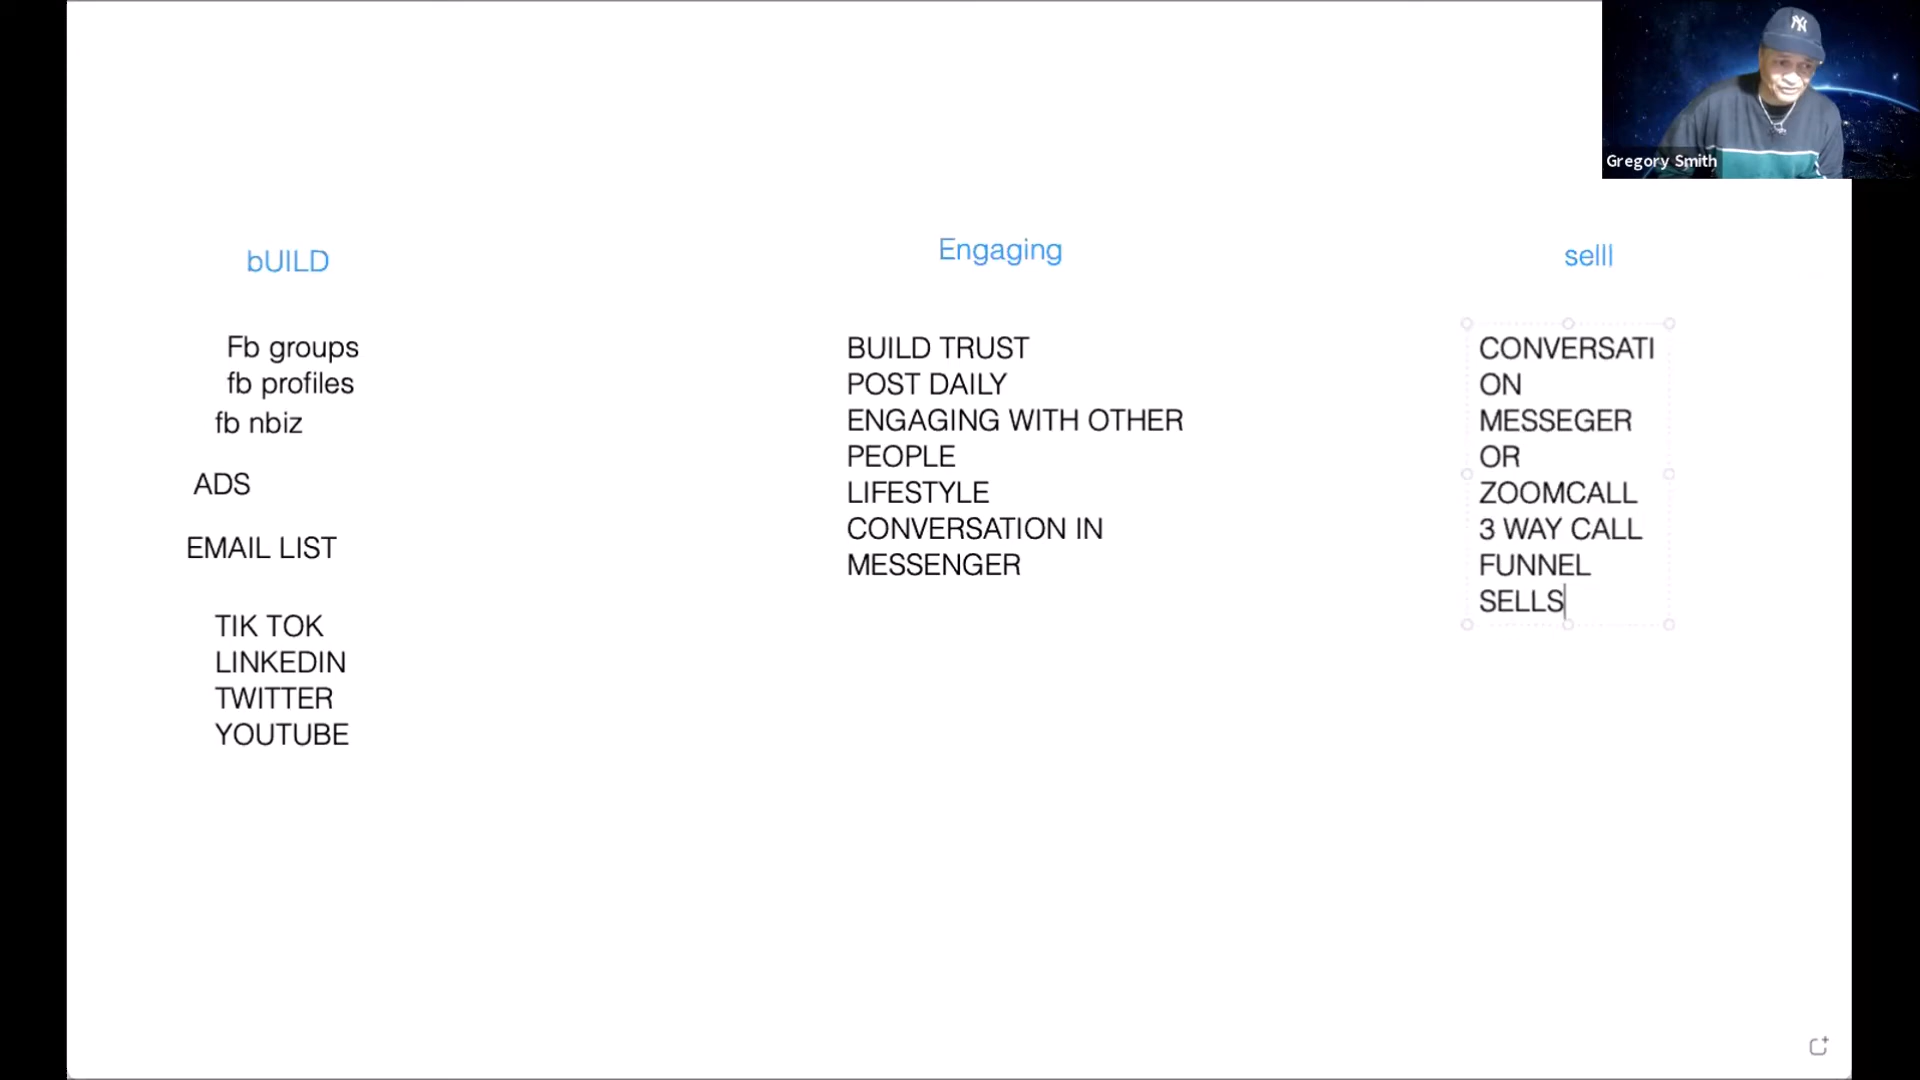 NY
Gregory Smith
bUILD
Fb groups
fb profiles
fb nbiz
ADS
EMAIL LIST
TIK TOK
LINKEDIN
TWITTER
YOUTUBE
Engaging
BUILD TRUST
POST DAILY
ENGAGING WITH OTHER
PEOPLE
LIFESTYLE
CONVERSATION IN
MESSENGER
selll
CONVERSATI
ON
MESSEGER
OR
ZOOMCALL
3 WAY CALL
FUNNEL
SELLS